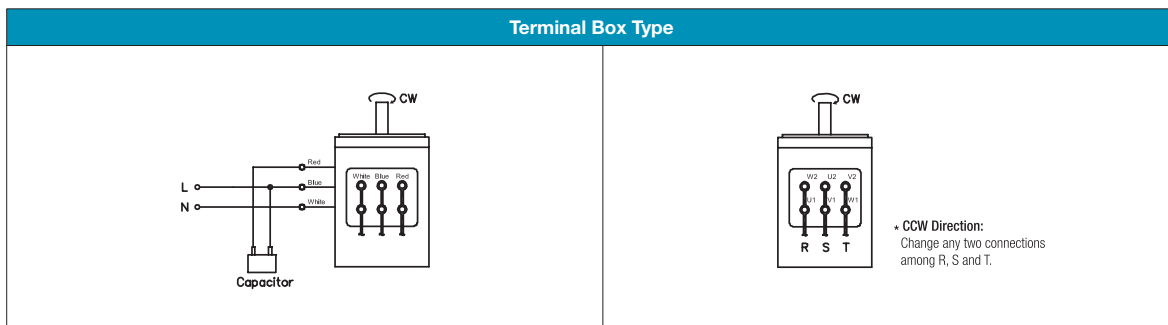 Terminal Box Type
CW
Red
Blue
White
White Blue Red
L
N
Capacitor
CW
W2 U2 V2
U1 V1 W1
R S T
* CCW Direction:
Change any two connections
among R, S and T.